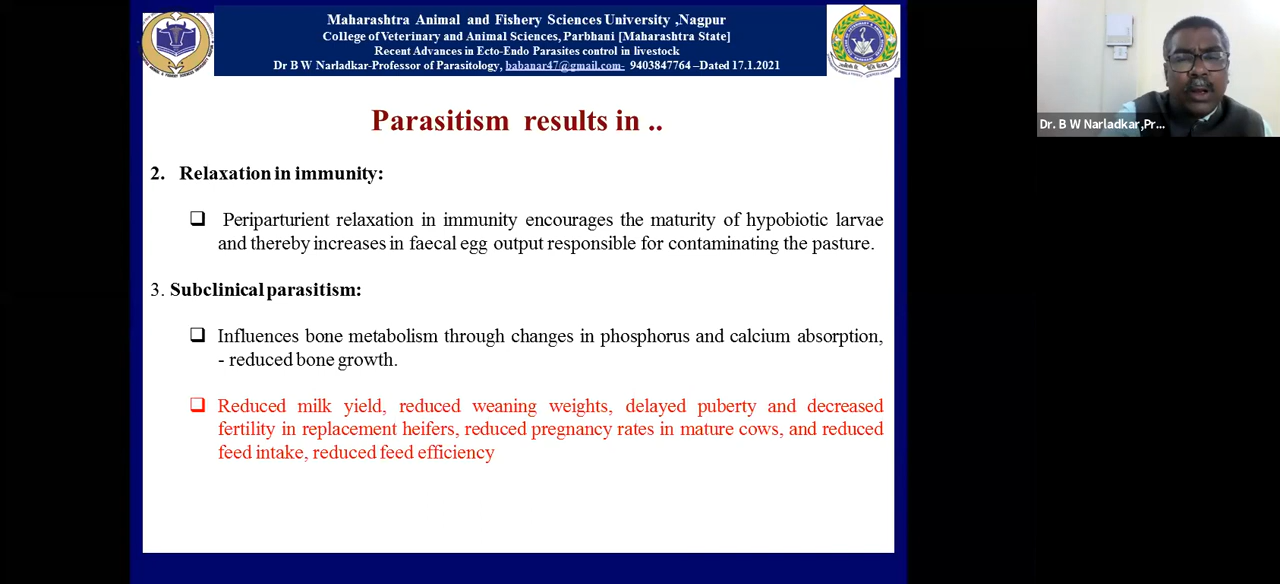 Maharashtra Animal and Fishery Sciences University ,Nagpur
College of Veterinary and Animal Sciences, Parbhani [Maharashtra State]
Recent Advances in Ecto-Endo Parasites control in livestock
Dr B W Narladkar-Professor of Parasitology, babanar47@gmail.com- 9403847764 –Dated 17.1.2021
Dr. B W Narladkar,Pr...
Parasitism results in ..
2. Relaxation in immunity:
❑ Periparturient relaxation in immunity encourages the maturity of hypobiotic larvae
and thereby increases in faecal egg output responsible for contaminating the pasture.
3. Subclinical parasitism:
❑ Influences bone metabolism through changes in phosphorus and calcium absorption,
- reduced bone growth.
❑ Reduced milk yield, reduced weaning weights, delayed puberty and decreased
fertility in replacement heifers, reduced pregnancy rates in mature cows, and reduced
feed intake, reduced feed efficiency